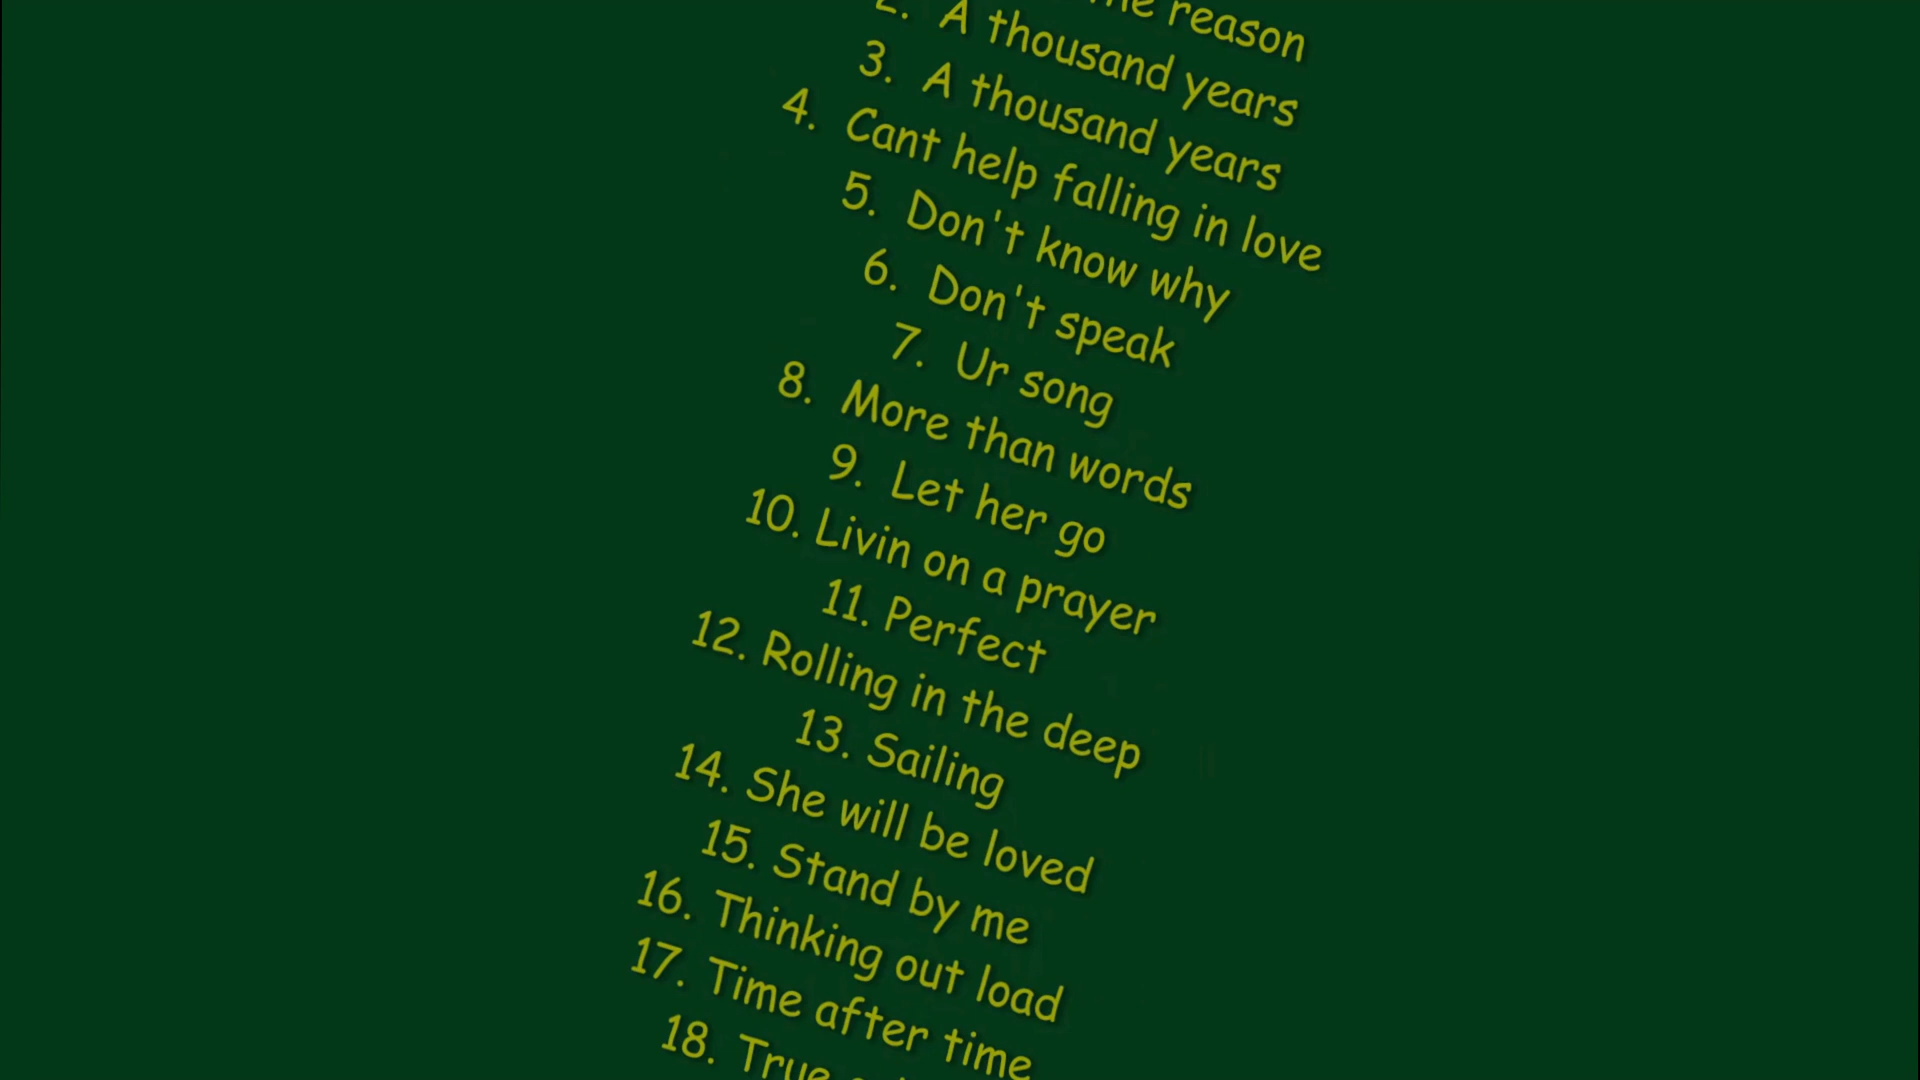 reason
2. A thousand years
3. A thousand years
4. Cant help falling in love
5. Don't know why
6. Don't speak
7. Ur song
8. More than words
9. Let her go
10. Livin on a prayer
11. Perfect
12. Rolling in the deep
13. Sailing
14. She will be loved
15. Stand by me
16. Thinking out load
17. Time after time
18. True